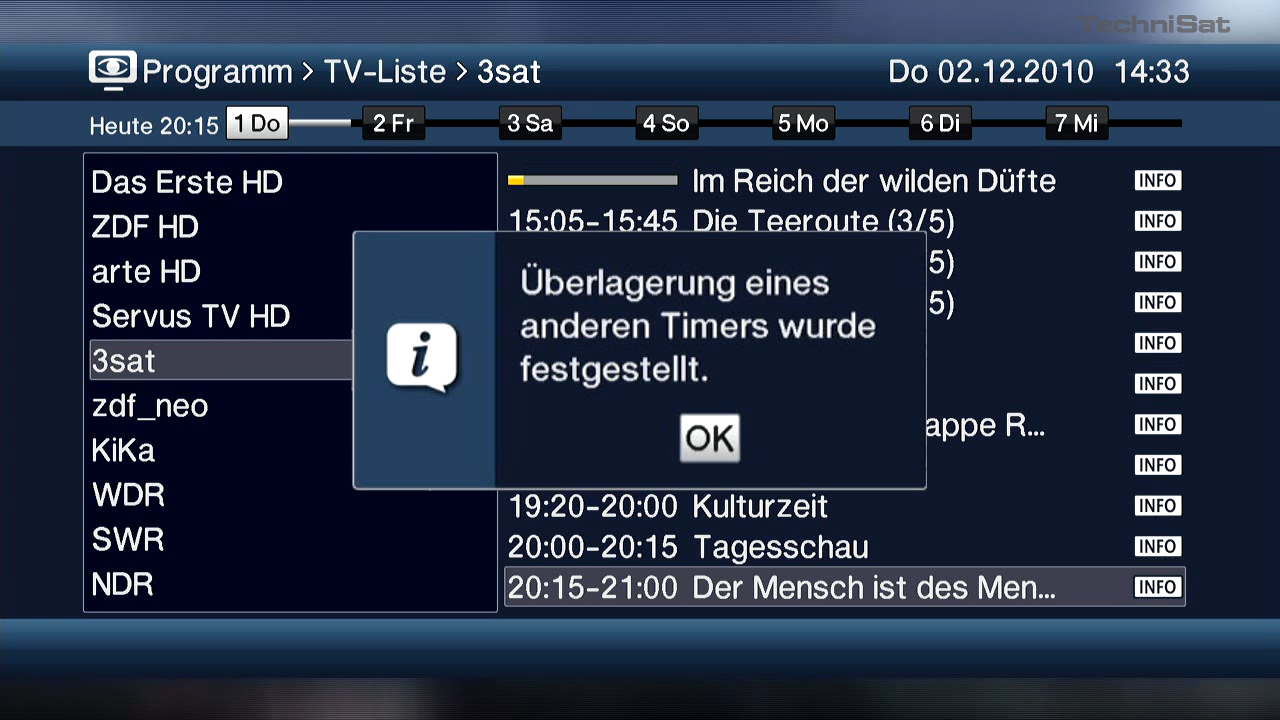 TechniSat
Programm > TV-Liste > 3sat
Do 02.12.2010 14:33
Heute 20:15 1 Do 2 Fr 3 Sa 4 So 5 Mo 6 Di 7 Mi
Das Erste HD
ZDF HD
arte HD
Servus TV HD
3sat
zdf_neo
KiKa
WDR
SWR
NDR
Im Reich der wilden Düfte INFO
15:05-15:45 Die Teeroute (3/5) INFO
5) INFO
5) INFO
INFO
INFO
appe R... INFO
INFO
19:20-20:00 Kulturzeit INFO
20:00-20:15 Tagesschau INFO
20:15-21:00 Der Mensch ist des Men... INFO
i
Überlagerung eines
anderen Timers wurde
festgestellt.
OK